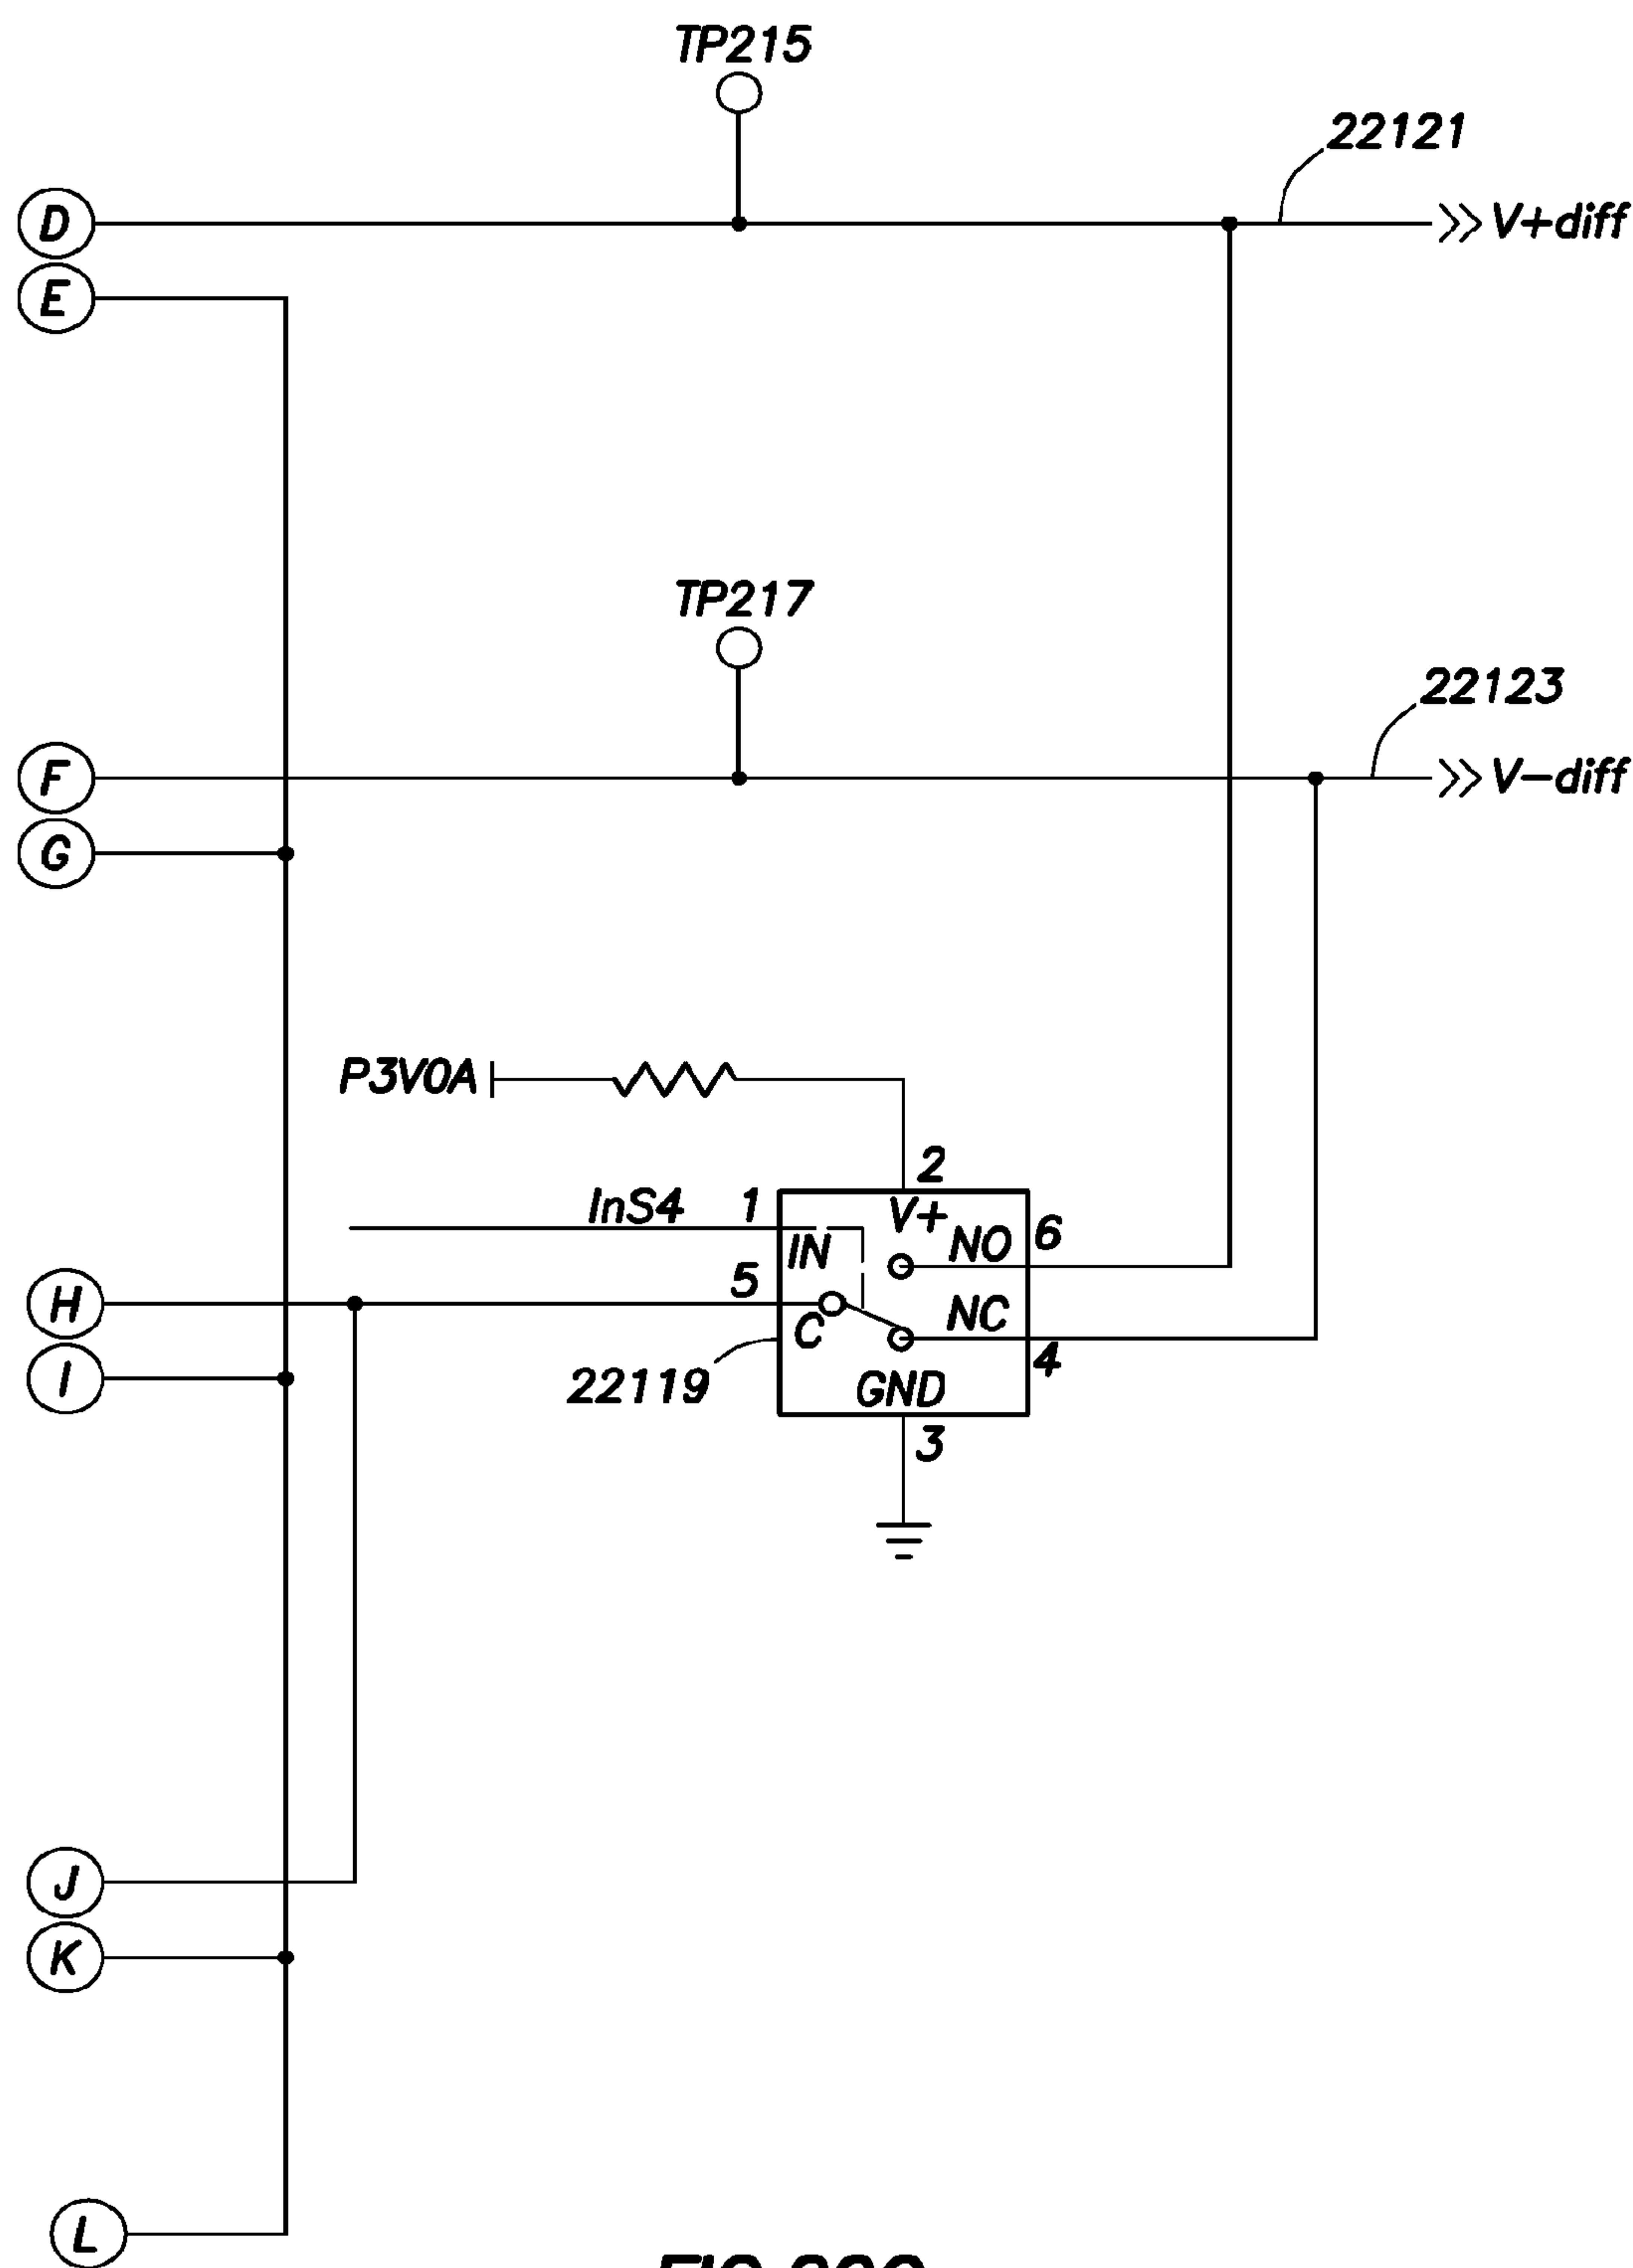 TP215
22121
D
V+diff
E
TP217
22123
F
V-diff
G
P3V0A
2
InS4 1
V+
6
IN
NO
5
H
C
NC
4
I
22119
GND
3
J
K
L